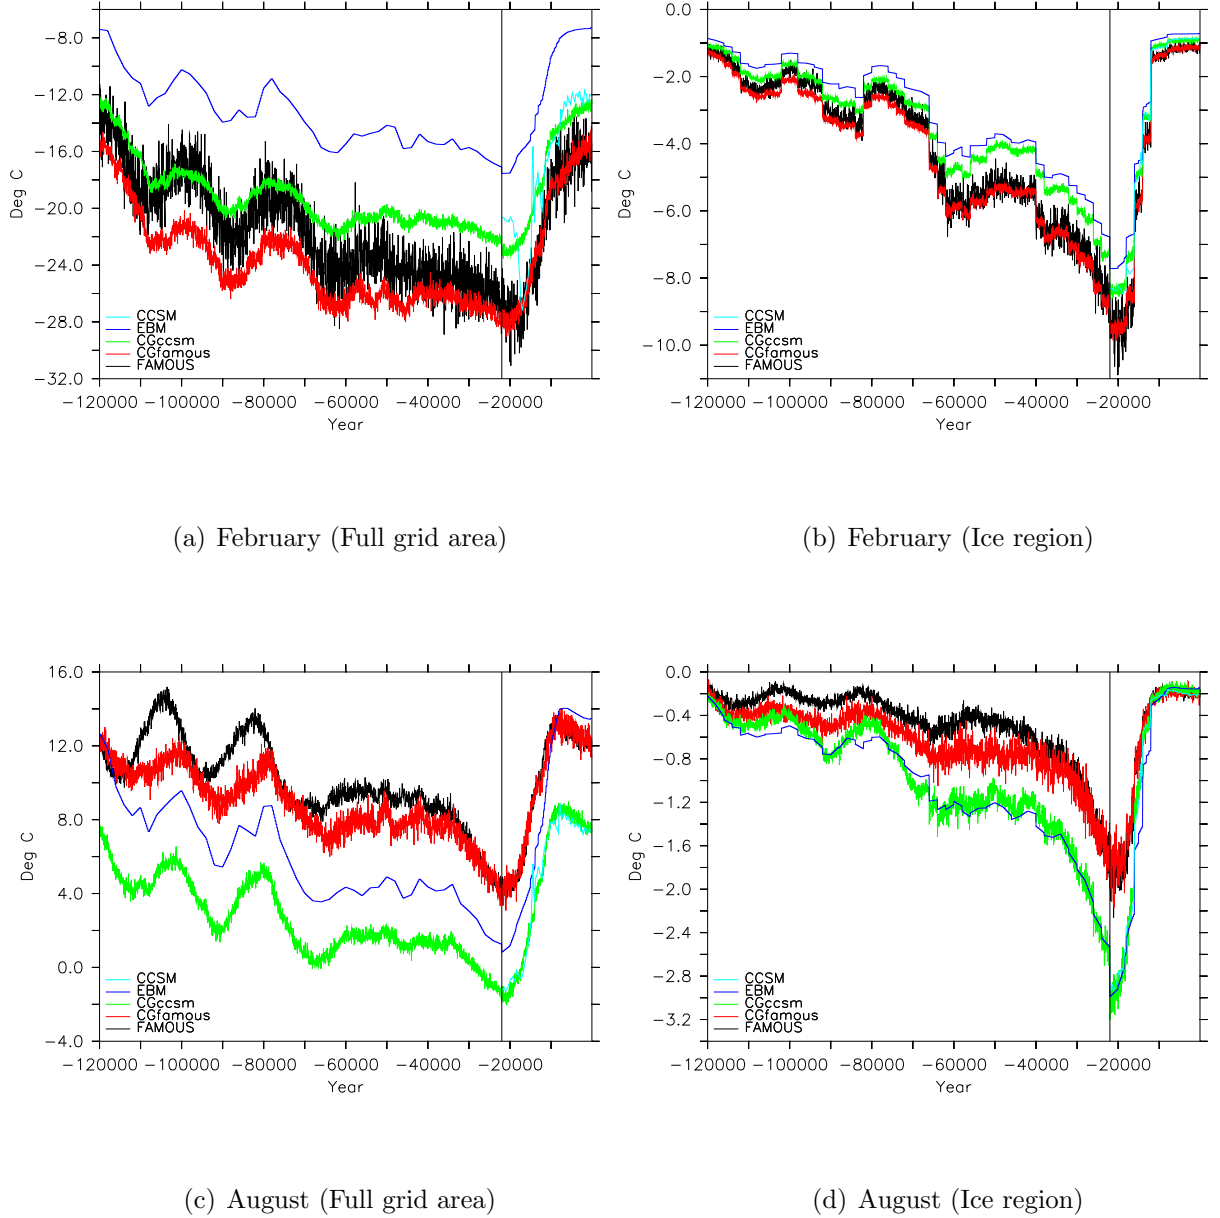 -8.0
-12.0
-16.0
-20.0
-24.0
-28.0
-32.0
Deg C
CCSM
EBM
CGccsm
CGfamous
FAMOUS
-120000 -100000 -80000 -60000 -40000 -20000
Year
(a) February (Full grid area)
0.0
-2.0
-4.0
-6.0
-8.0
-10.0
Deg C
CCSM
EBM
CGccsm
CGfamous
FAMOUS
-120000 -100000 -80000 -60000 -40000 -20000
Year
(b) February (Ice region)
16.0
12.0
8.0
4.0
0.0
-4.0
Deg C
CCSM
EBM
CGccsm
CGfamous
FAMOUS
-120000 -100000 -80000 -60000 -40000 -20000
Year
(c) August (Full grid area)
0.0
-0.4
-0.8
-1.2
-1.6
-2.0
-2.4
-2.8
-3.2
Deg C
CCSM
EBM
CGccsm
CGfamous
FAMOUS
-120000 -100000 -80000 -60000 -40000 -20000
Year
(d) August (Ice region)